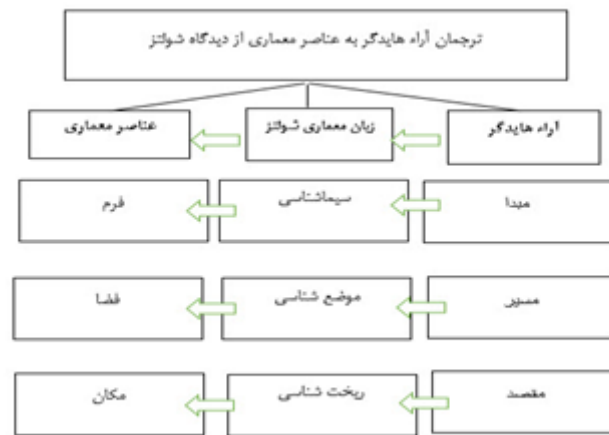 ترجمان آراء هایدگر به عناصر معماری از دیدگاه شولتز
آراء هایدگر
زبان معماری شولتز
عناصر معماری
مبدا
سیماشناسی
فرم
مسیر
موضع شناسی
فضا
مقصد
ریخت شناسی
مکان